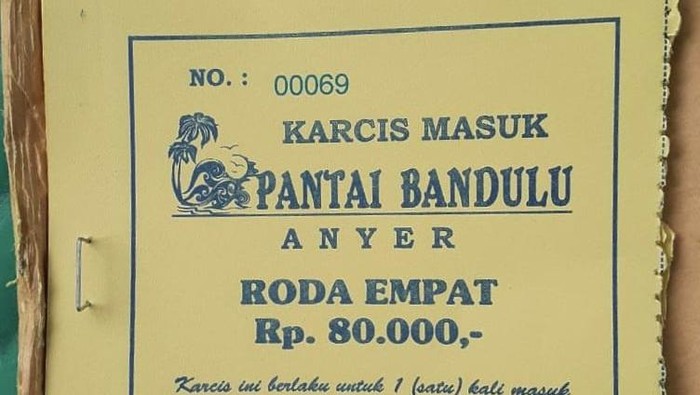 NO. : 00069
KARCIS MASUK
PANTAI BANDULU
ANYER
RODA EMPAT
Rp. 80.000,-
Karcis ini berlaku untuk 1 (satu) kali masuk